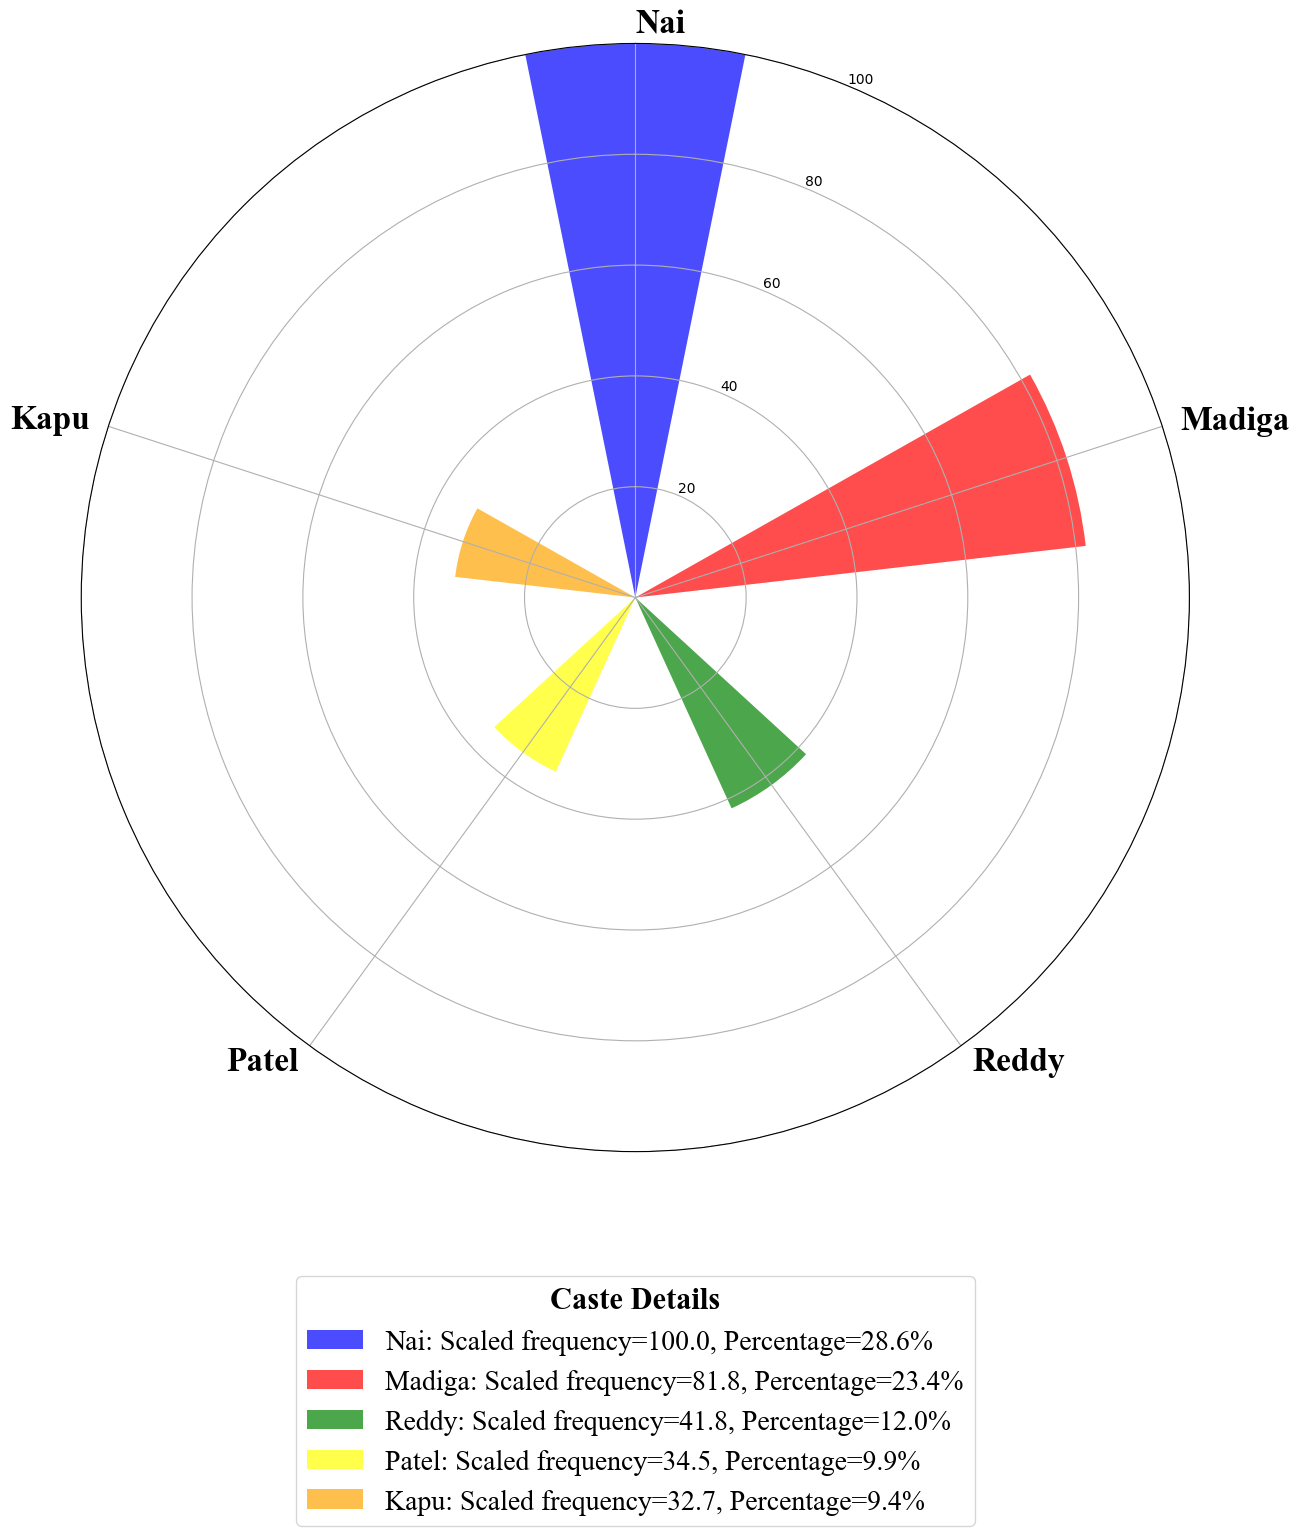 Nai
100
80
60
Kapu
Madiga
40
20
Patel
Reddy
Caste Details
Nai: Scaled frequency=100.0, Percentage=28.6%
Madiga: Scaled frequency=81.8, Percentage=23.4%
Reddy: Scaled frequency=41.8, Percentage=12.0%
Patel: Scaled frequency=34.5, Percentage=9.9%
Kapu: Scaled frequency=32.7, Percentage=9.4%